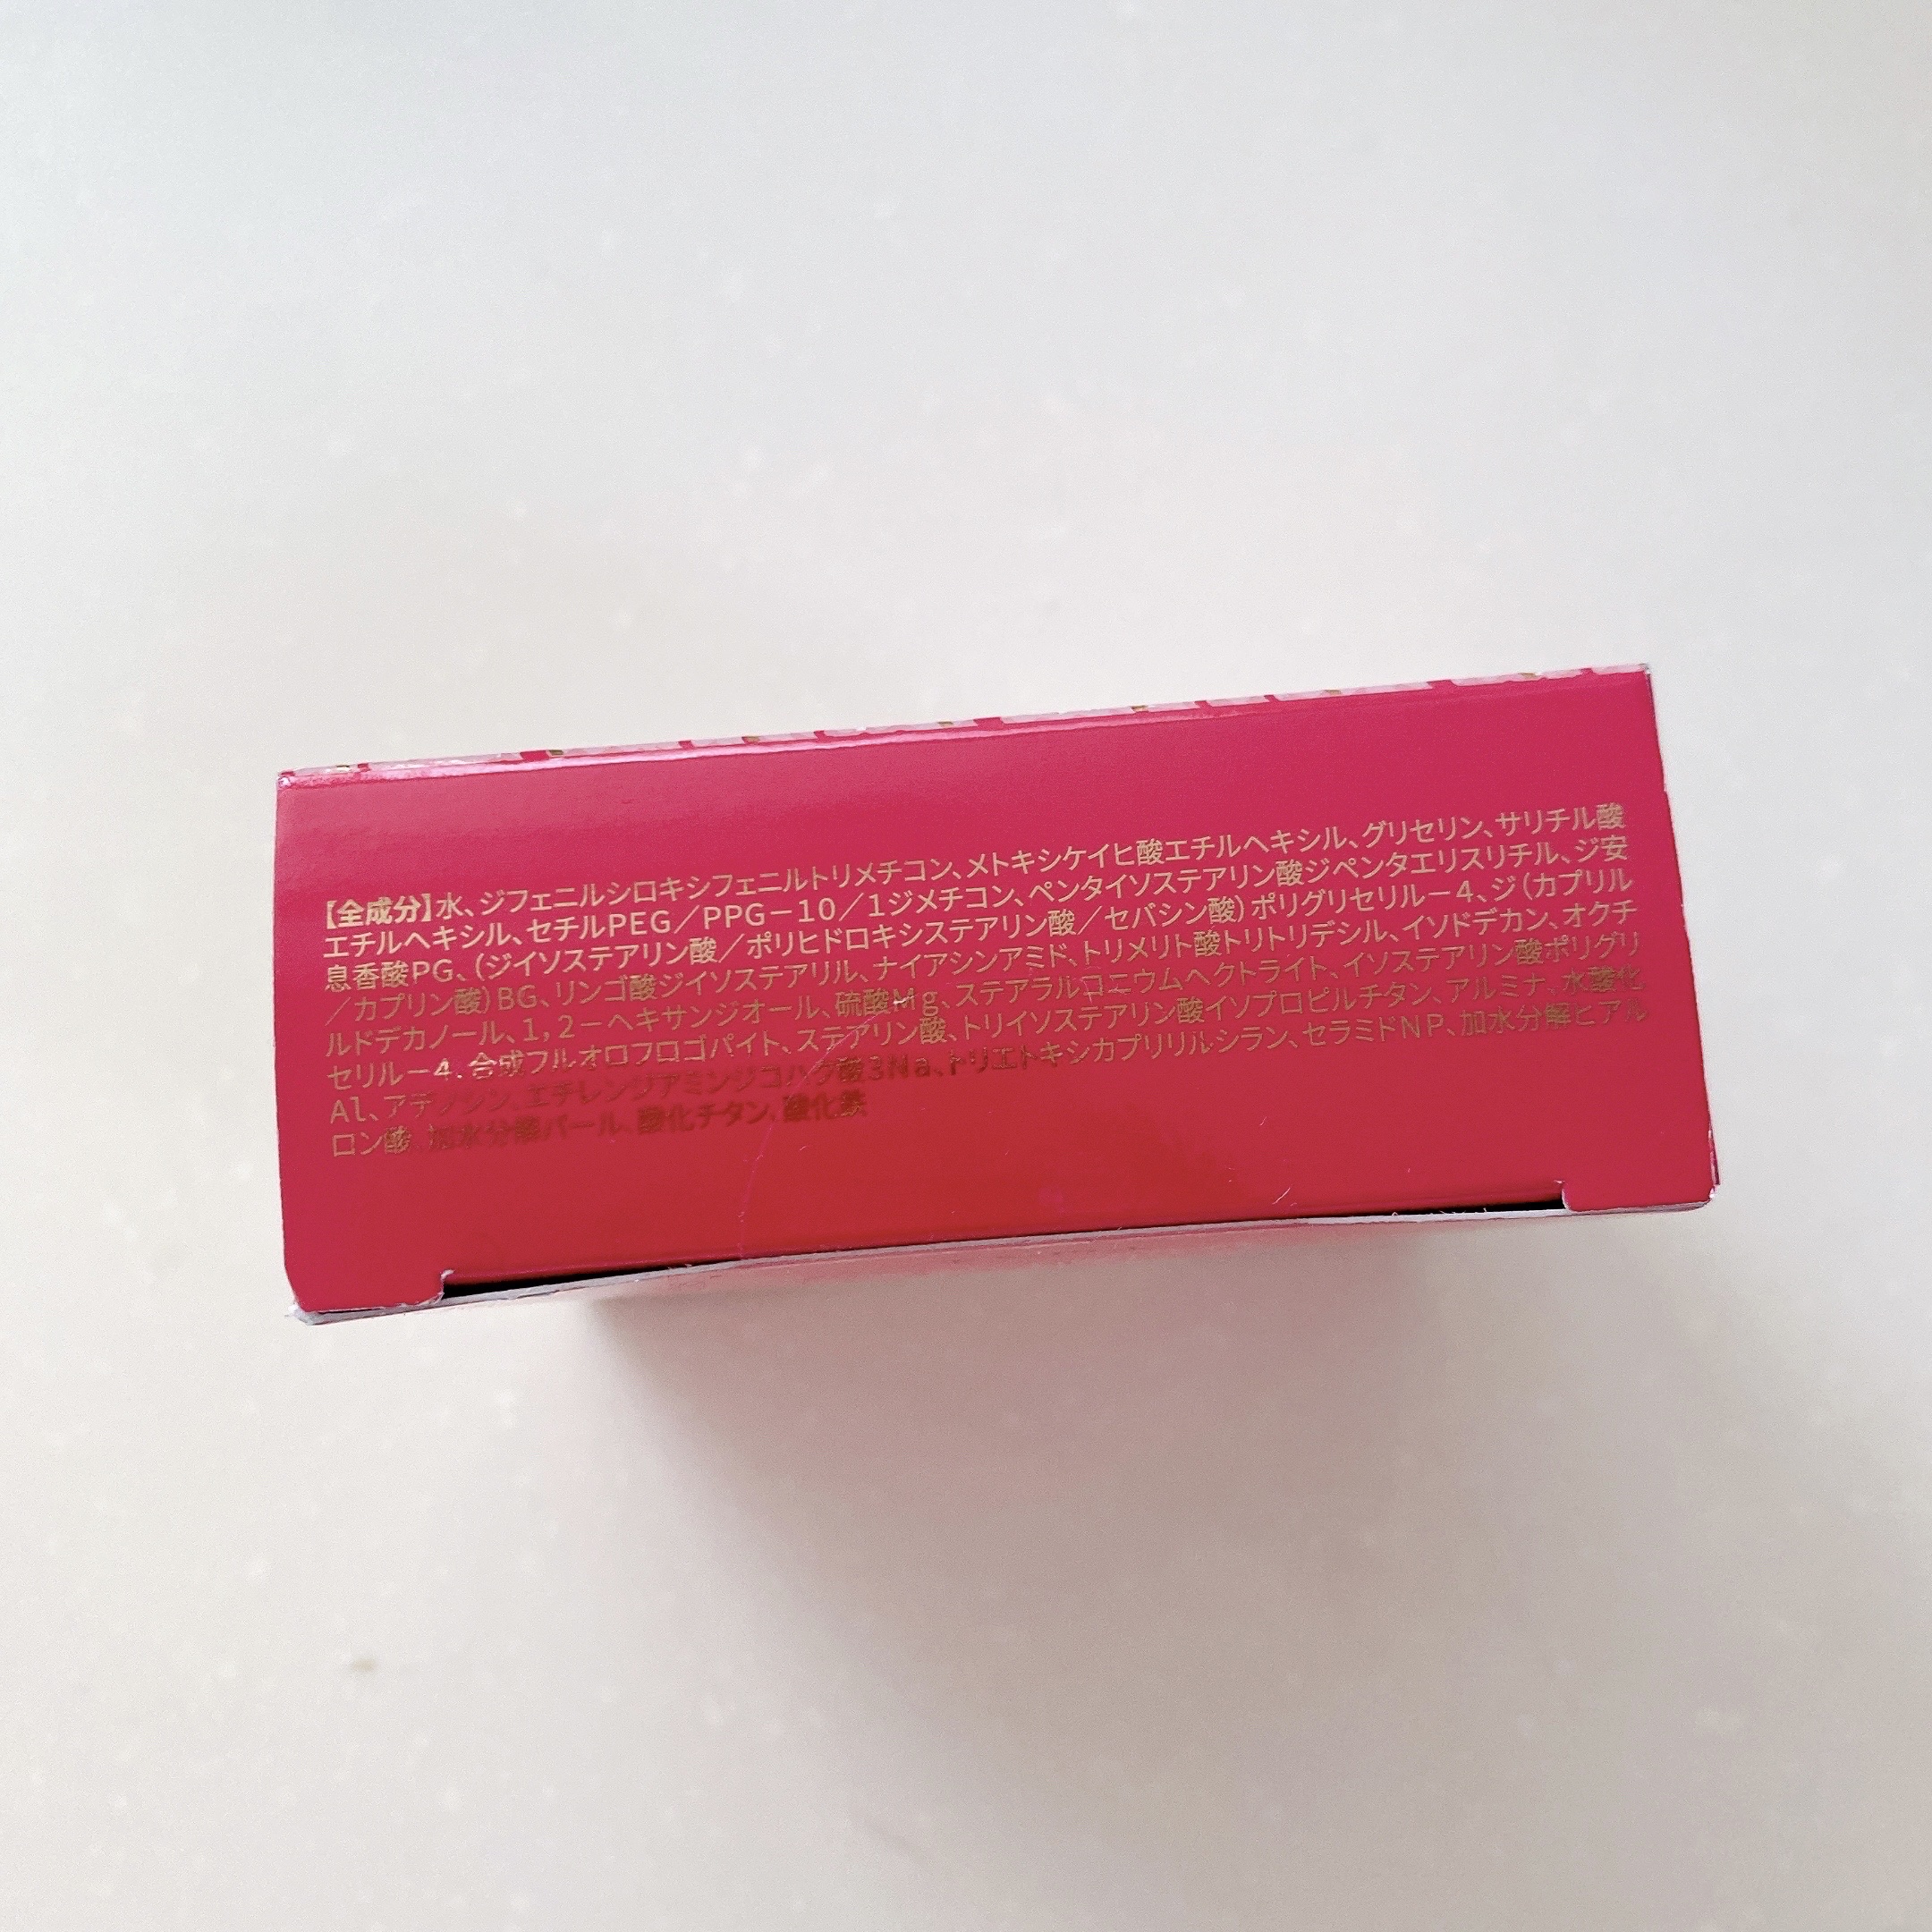 【全成分】水、ジフェニルシロキシフェニルトリメチコン、メトキシケイヒ酸エチルヘキシル、グリセリン、サリチル酸
エチルヘキシル、セチルPEG／PPG－10／1ジメチコン、ペンタイソステアリン酸ジペンタエリスリチル、ジ安
息香酸PG、（ジイソステアリン酸／ポリヒドロキシステアリン酸／セバシン酸）ポリグリセリル－4、ジ（カプリル
／カプリン酸）BG、リンゴ酸ジイソステアリル、ナイアシンアミド、トリメリト酸トリトリデシル、イソドデカン、オクチ
ルドデカノール、1，2－ヘキサンジオール、硫酸Mg、ステアラルコニウムヘクトライト、イソステアリン酸ポリグリ
セリル－4、合成フルオロフロゴパイト、ステアリン酸、トリイソステアリン酸イソプロピルチタン、アルミナ、水酸化
Al、アデノシン、エチレンジアミンジコハク酸3Na、トリエトキシカプリリルシラン、セラミドNP、加水分解ヒアル
ロン酸、加水分解パール、酸化チタン、酸化鉄